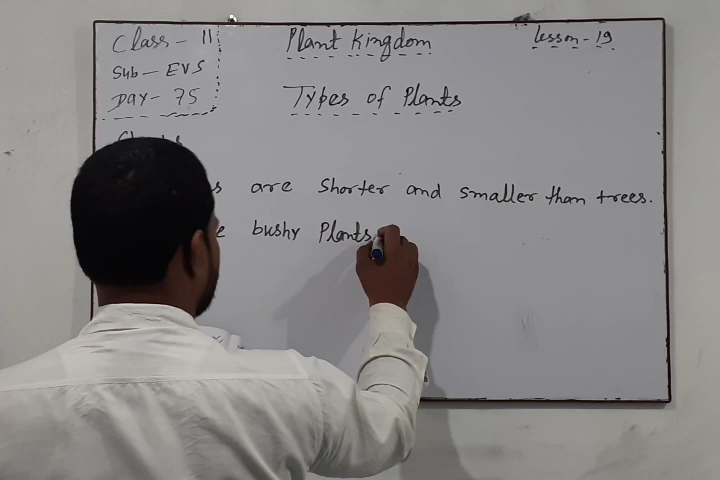 Class - II
Sub - EVS
Day - 75
Plant Kingdom
Lesson - 19
Types of Plants
are shorter and smaller than trees.
bushy Plants